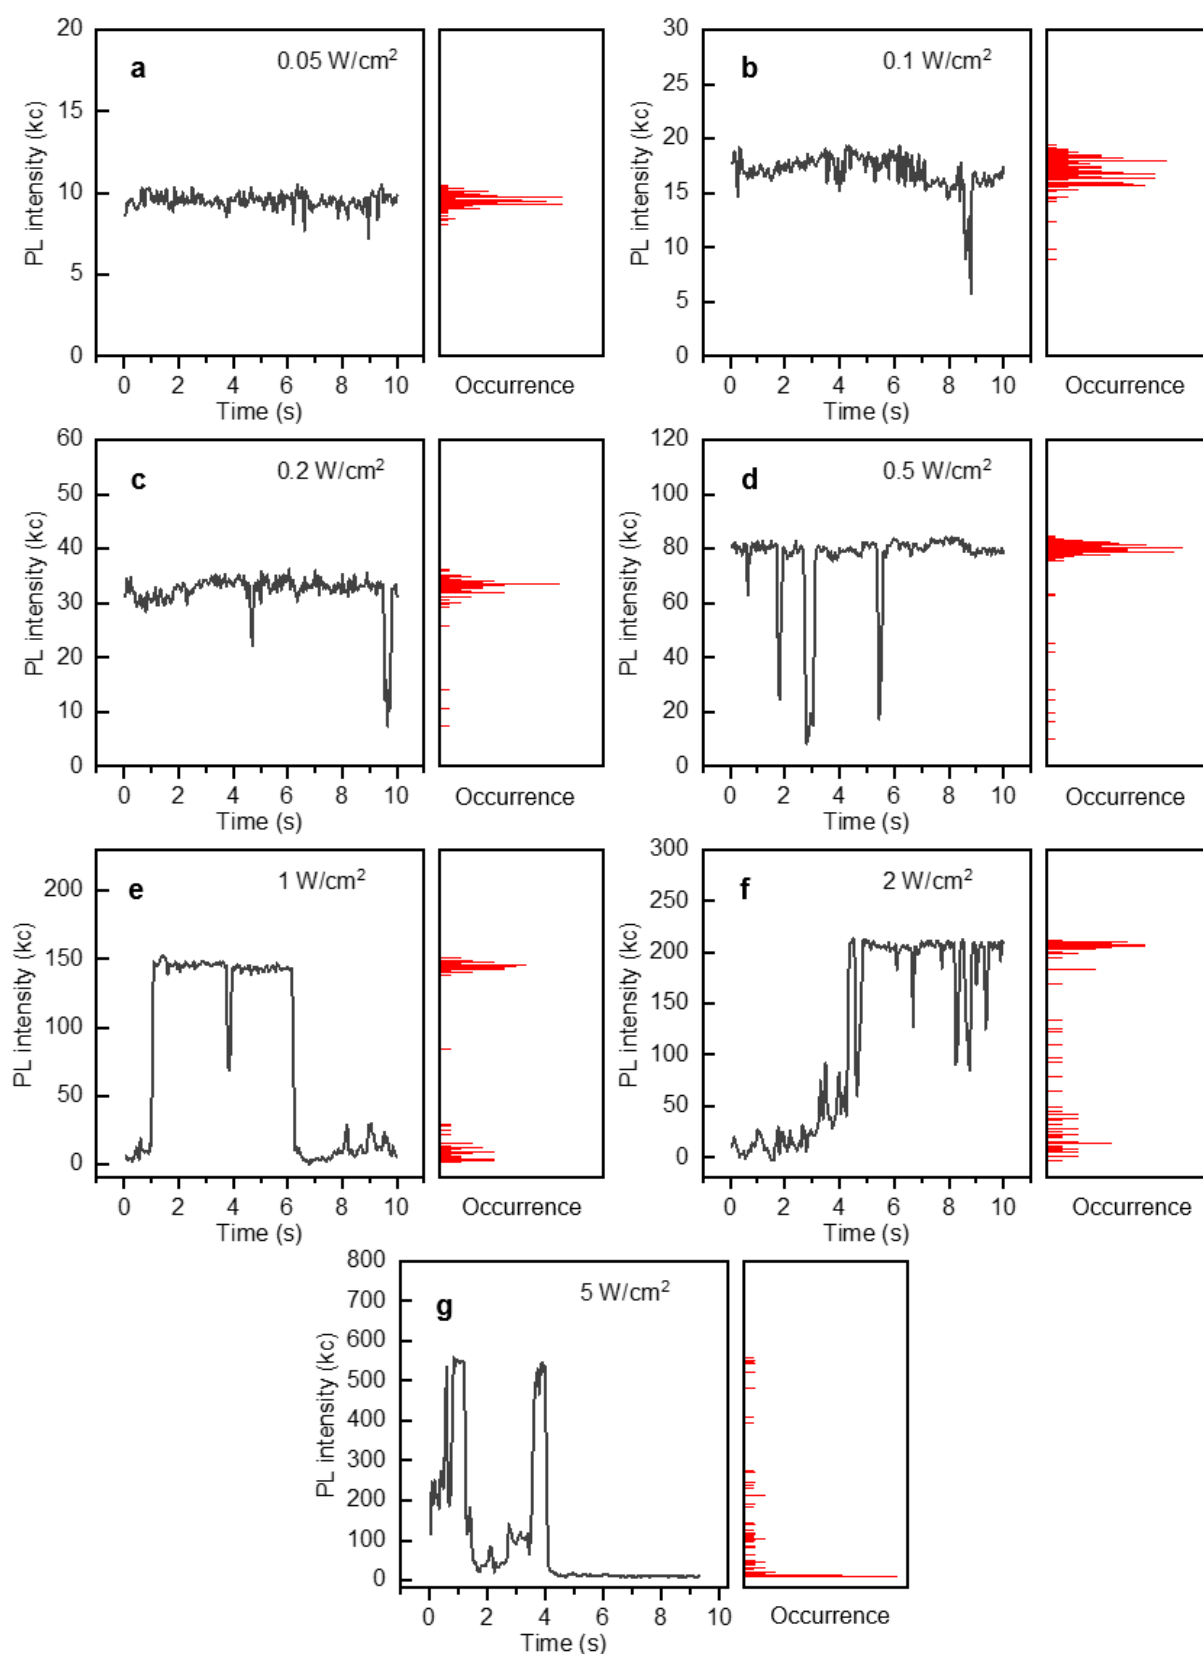 a
0.05 W/cm²
PL intensity (kc)
20
15
10
5
0
0 2 4 6 8 10
Time (s)
Occurrence
b
0.1 W/cm²
PL intensity (kc)
30
25
20
15
10
5
0
0 2 4 6 8 10
Time (s)
Occurrence
c
0.2 W/cm²
PL intensity (kc)
60
50
40
30
20
10
0
0 2 4 6 8 10
Time (s)
Occurrence
d
0.5 W/cm²
PL intensity (kc)
120
100
80
60
40
20
0
0 2 4 6 8 10
Time (s)
Occurrence
e
1 W/cm²
PL intensity (kc)
200
150
100
50
0
0 2 4 6 8 10
Time (s)
Occurrence
f
2 W/cm²
PL intensity (kc)
300
250
200
150
100
50
0
0 2 4 6 8 10
Time (s)
Occurrence
g
5 W/cm²
PL intensity (kc)
800
700
600
500
400
300
200
100
0
0 2 4 6 8 10
Time (s)
Occurrence